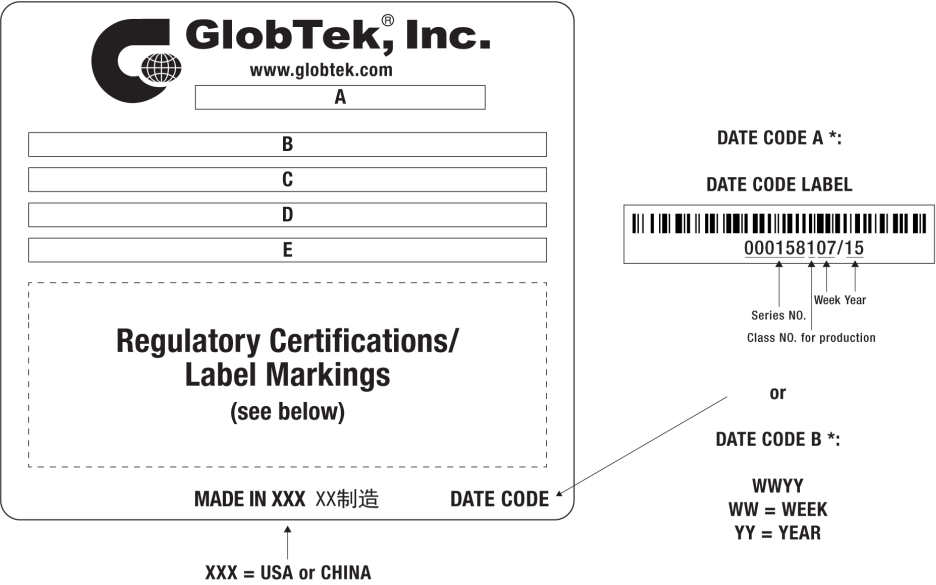 GlobTek,® Inc.
www.globtek.com
A
B
C
D
E
Regulatory Certifications/
Label Markings
(see below)
MADE IN XXX XX制造 DATE CODE
XXX = USA or CHINA
DATE CODE A *:
DATE CODE LABEL
000158107/15
Week Year
Series NO.
Class NO. for production
or
DATE CODE B *:
WWYY
WW = WEEK
YY = YEAR